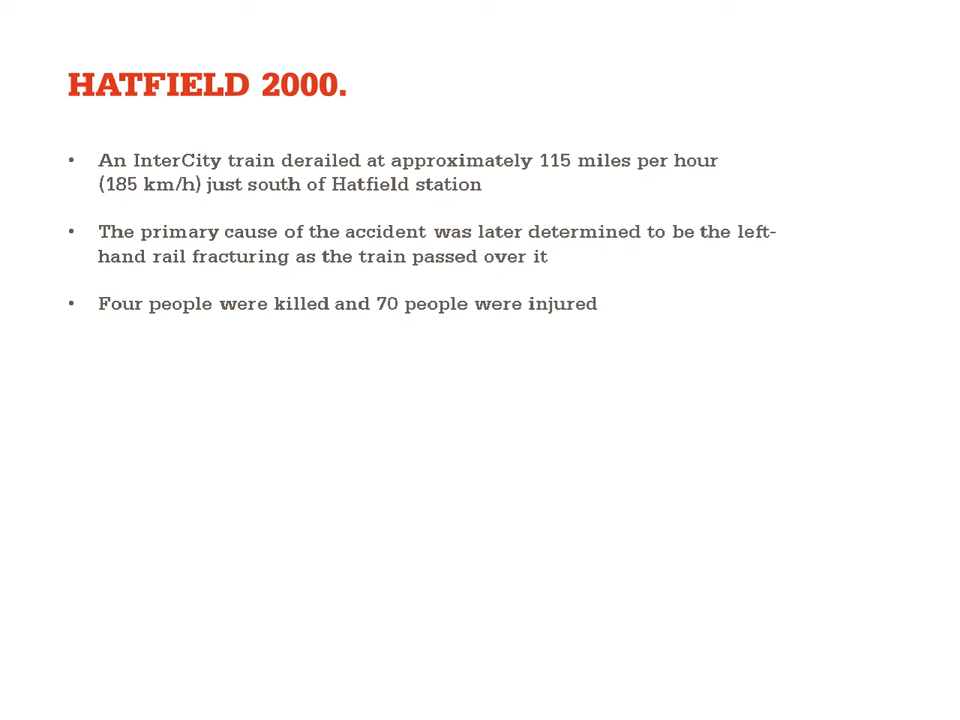 HATFIELD 2000.
• An InterCity train derailed at approximately 115 miles per hour
(185 km/h) just south of Hatfield station
• The primary cause of the accident was later determined to be the left-
hand rail fracturing as the train passed over it
• Four people were killed and 70 people were injured